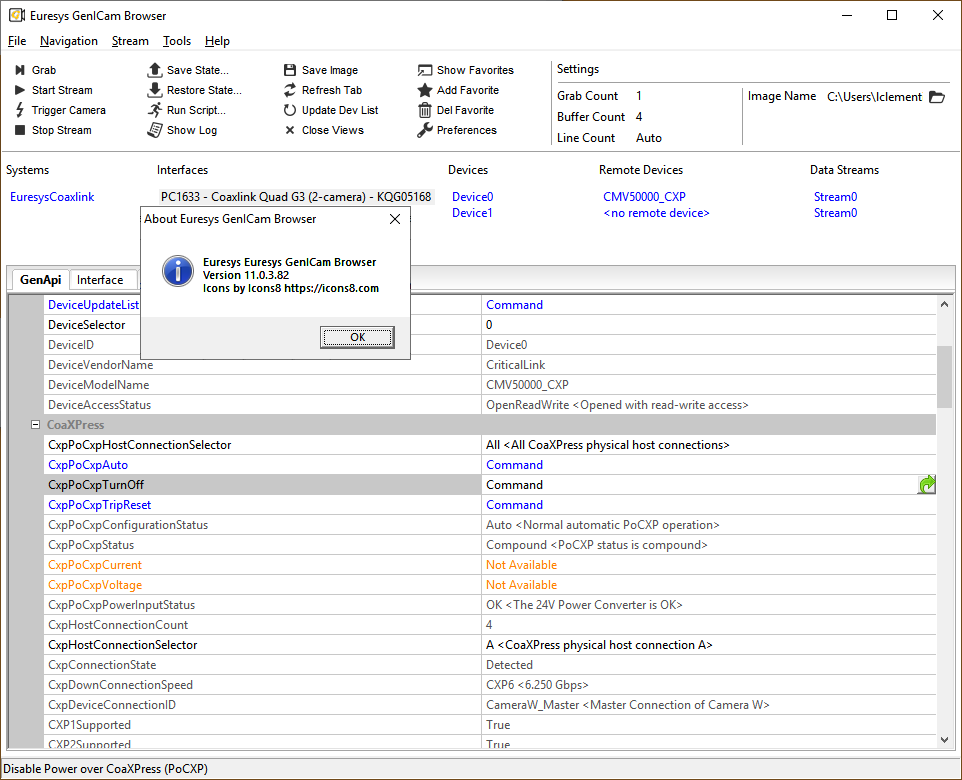 Euresys GenICam Browser
File Navigation Stream Tools Help
Grab Save State... Save Image Show Favorites
Start Stream Restore State... Refresh Tab Add Favorite
Trigger Camera Run Script... Update Dev List Del Favorite
Stop Stream Show Log Close Views Preferences
Settings
Grab Count 1
Buffer Count 4
Line Count Auto
Image Name C:\Users\lclement
Systems Interfaces Devices Remote Devices Data Streams
EuresysCoaxlink PC1633 - Coaxlink Quad G3 (2-camera) - KQG05168 Device0 CMV50000_CXP Stream0
Device1 <no remote device> Stream0
About Euresys GenICam Browser
Euresys Euresys GenICam Browser
Version 11.0.3.82
Icons by Icons8 https://icons8.com
OK
GenApi Interface
DeviceUpdateList Command
DeviceSelector 0
DeviceID Device0
DeviceVendorName CriticalLink
DeviceModelName CMV50000_CXP
DeviceAccessStatus OpenReadWrite <Opened with read-write access>
CoaXPress
CxpPoCxpHostConnectionSelector All <All CoaXPress physical host connections>
CxpPoCxpAuto Command
CxpPoCxpTurnOff Command
CxpPoCxpTripReset Command
CxpPoCxpConfigurationStatus Auto <Normal automatic PoCXP operation>
CxpPoCxpStatus Compound <PoCXP status is compound>
CxpPoCxpCurrent Not Available
CxpPoCxpVoltage Not Available
CxpPoCxpPowerInputStatus OK <The 24V Power Converter is OK>
CxpHostConnectionCount 4
CxpHostConnectionSelector A <CoaXPress physical host connection A>
CxpConnectionState Detected
CxpDownConnectionSpeed CXP6 <6.250 Gbps>
CxpDeviceConnectionID CameraW_Master <Master Connection of Camera W>
CXP1Supported True
CXP2Supported True
Disable Power over CoaXPress (PoCXP)